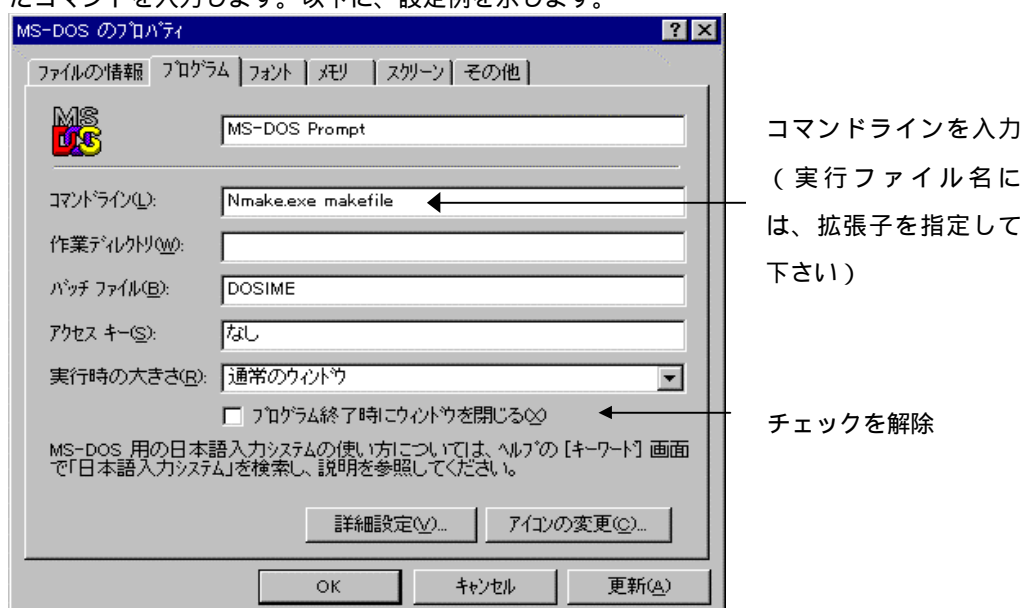 たコマンドを入力します。以下に、設定例を示します。
MS-DOS のプロパティ
ファイルの情報 プログラム フォント メモリ スクリーン その他
MS-DOS Prompt
コマンドライン(L): Nmake.exe makefile
作業ディレクトリ(W):
バッチ ファイル(B): DOSIME
アクセス キー(S): なし
実行時の大きさ(R): 通常のウィンドウ
プログラム終了時にウィンドウを閉じる(X)
MS-DOS 用の日本語入力システムの使い方については、ヘルプの [キーワード] 画面
で「日本語入力システム」を検索し、説明を参照してください。
詳細設定(V)... アイコンの変更(C)...
OK キャンセル 更新(A)
コマンドラインを入力
(実行ファイル名に
は、拡張子を指定して
下さい)
チェックを解除